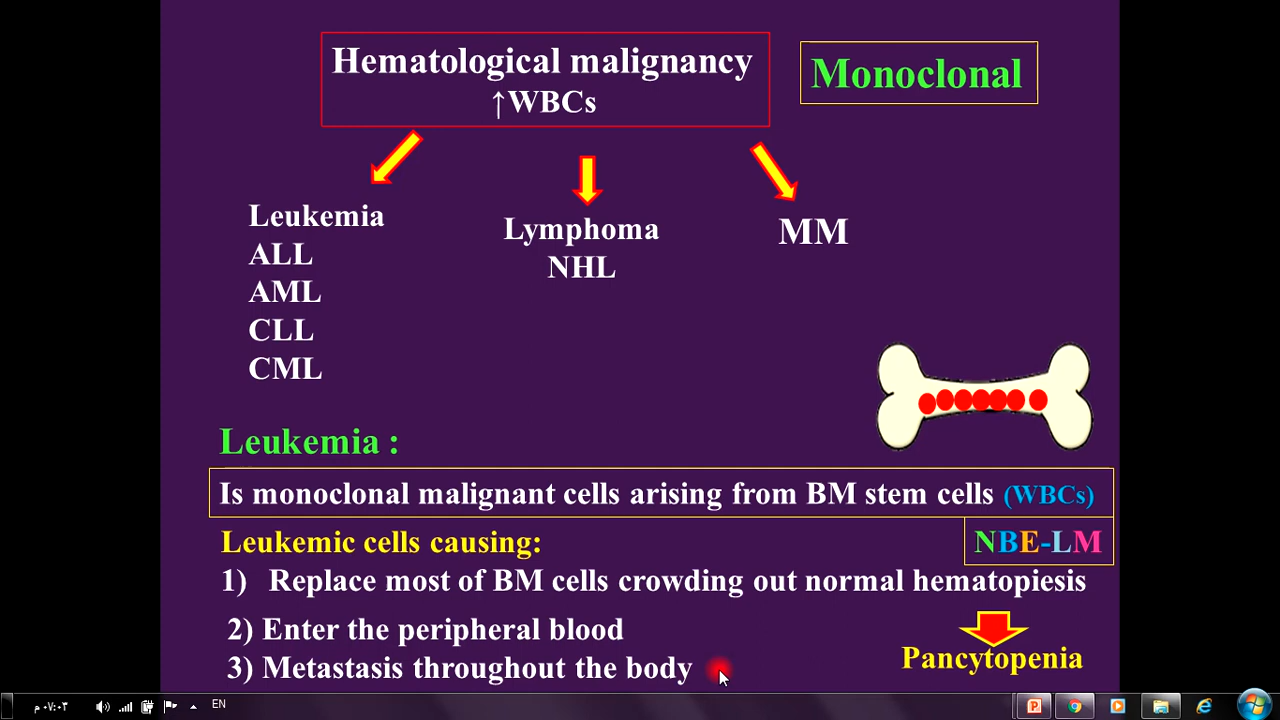 Hematological malignancy
↑WBCs
Monoclonal
Leukemia
ALL
AML
CLL
CML
Lymphoma
NHL
MM
Leukemia :
Is monoclonal malignant cells arising from BM stem cells (WBCs)
Leukemic cells causing:
NBE-LM
1) Replace most of BM cells crowding out normal hematopiesis
2) Enter the peripheral blood
3) Metastasis throughout the body
Pancytopenia
م ٠٧:٠٣
EN